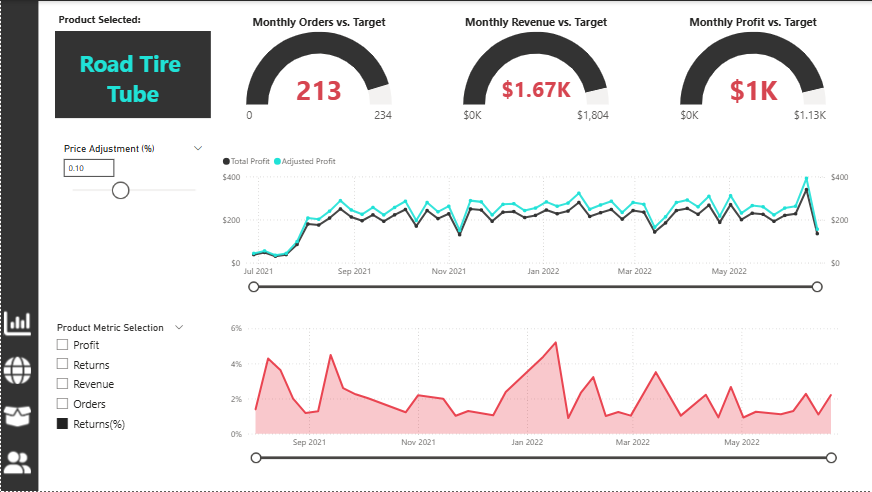 Product Selected:
Road Tire
Tube
Monthly Orders vs. Target
213
0
234
Monthly Revenue vs. Target
$1.67K
$0K
$1,804
Monthly Profit vs. Target
$1K
$0K
$1.13K
Price Adjustment (%)
0.10
Total Profit
Adjusted Profit
$400
$200
$0
$400
$200
$0
Jul 2021
Sep 2021
Nov 2021
Jan 2022
Mar 2022
May 2022
Product Metric Selection
Profit
Returns
Revenue
Orders
Returns(%)
6%
4%
2%
0%
Sep 2021
Nov 2021
Jan 2022
Mar 2022
May 2022